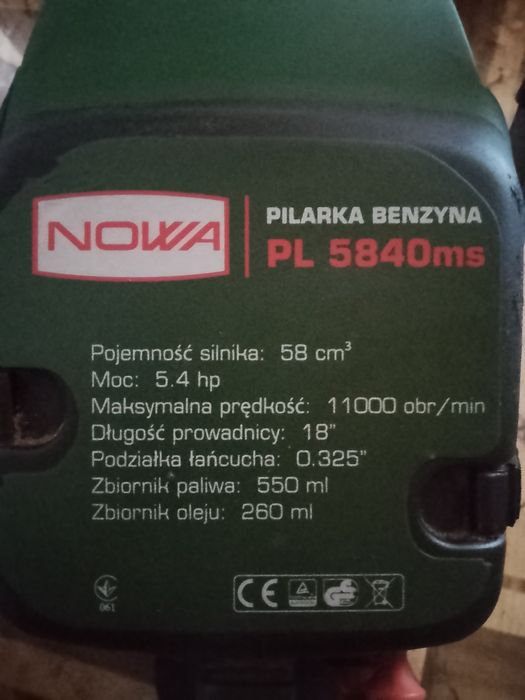 NOWA
PILARKA BENZYNA
PL 5840ms
Pojemność silnika: 58 cm³
Moc: 5.4 hp
Maksymalna prędkość: 11000 obr/min
Długość prowadnicy: 18"
Podziałka łańcucha: 0.325"
Zbiornik paliwa: 550 ml
Zbiornik oleju: 260 ml
061
CE